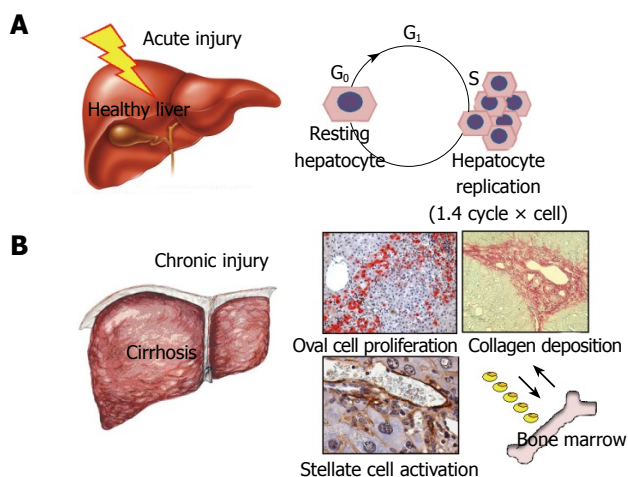 A
Acute injury
Healthy liver
G₀
G₁
S
Resting
hepatocyte
Hepatocyte
replication
(1.4 cycle × cell)
B
Chronic injury
Cirrhosis
Oval cell proliferation
Collagen deposition
Stellate cell activation
Bone marrow